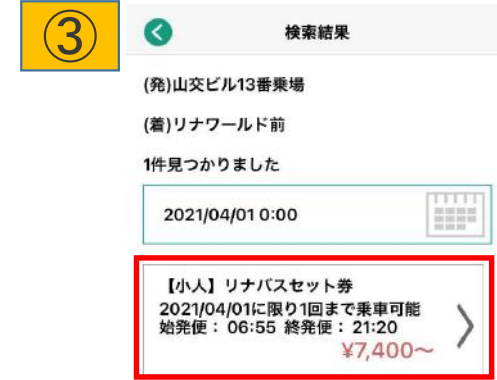 ③
検索結果
(発)山交ビル13番乗場
(着)リナワールド前
1件見つかりました
2021/04/01 0:00
【小人】リナバスセット券
2021/04/01に限り1回まで乗車可能
始発便： 06:55 終発便： 21:20
¥7,400～